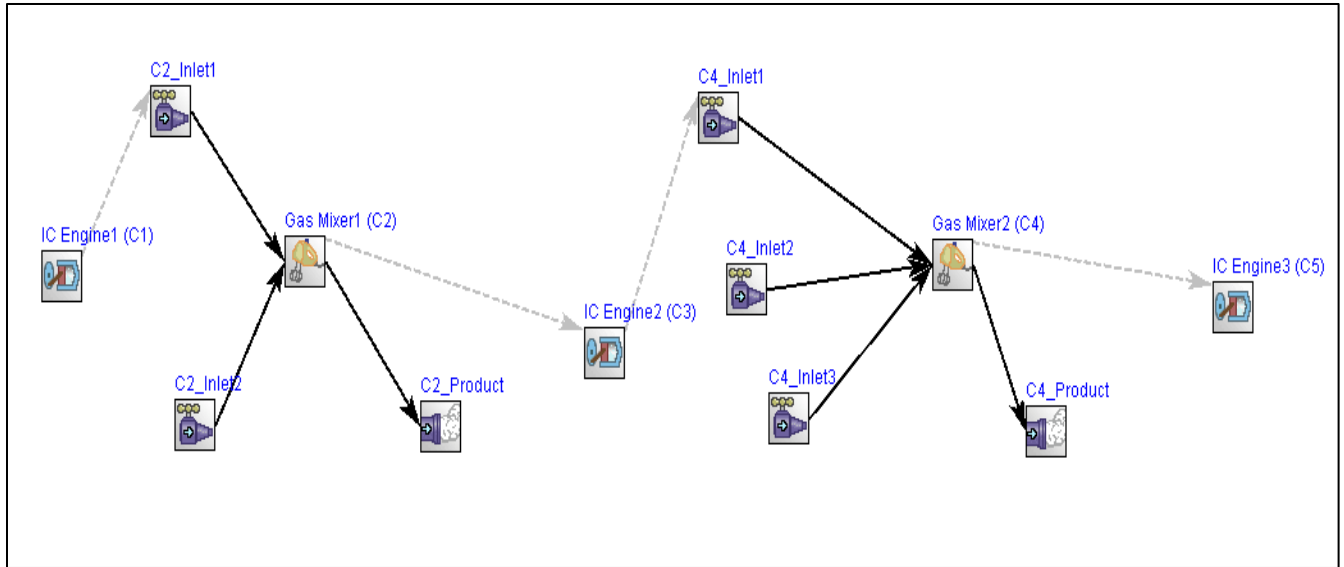 C2_Inlet1
C4_Inlet1
IC Engine1 (C1)
Gas Mixer1 (C2)
Gas Mixer2 (C4)
C4_Inlet2
IC Engine3 (C5)
IC Engine2 (C3)
C2_Inlet2
C2_Product
C4_Inlet3
C4_Product